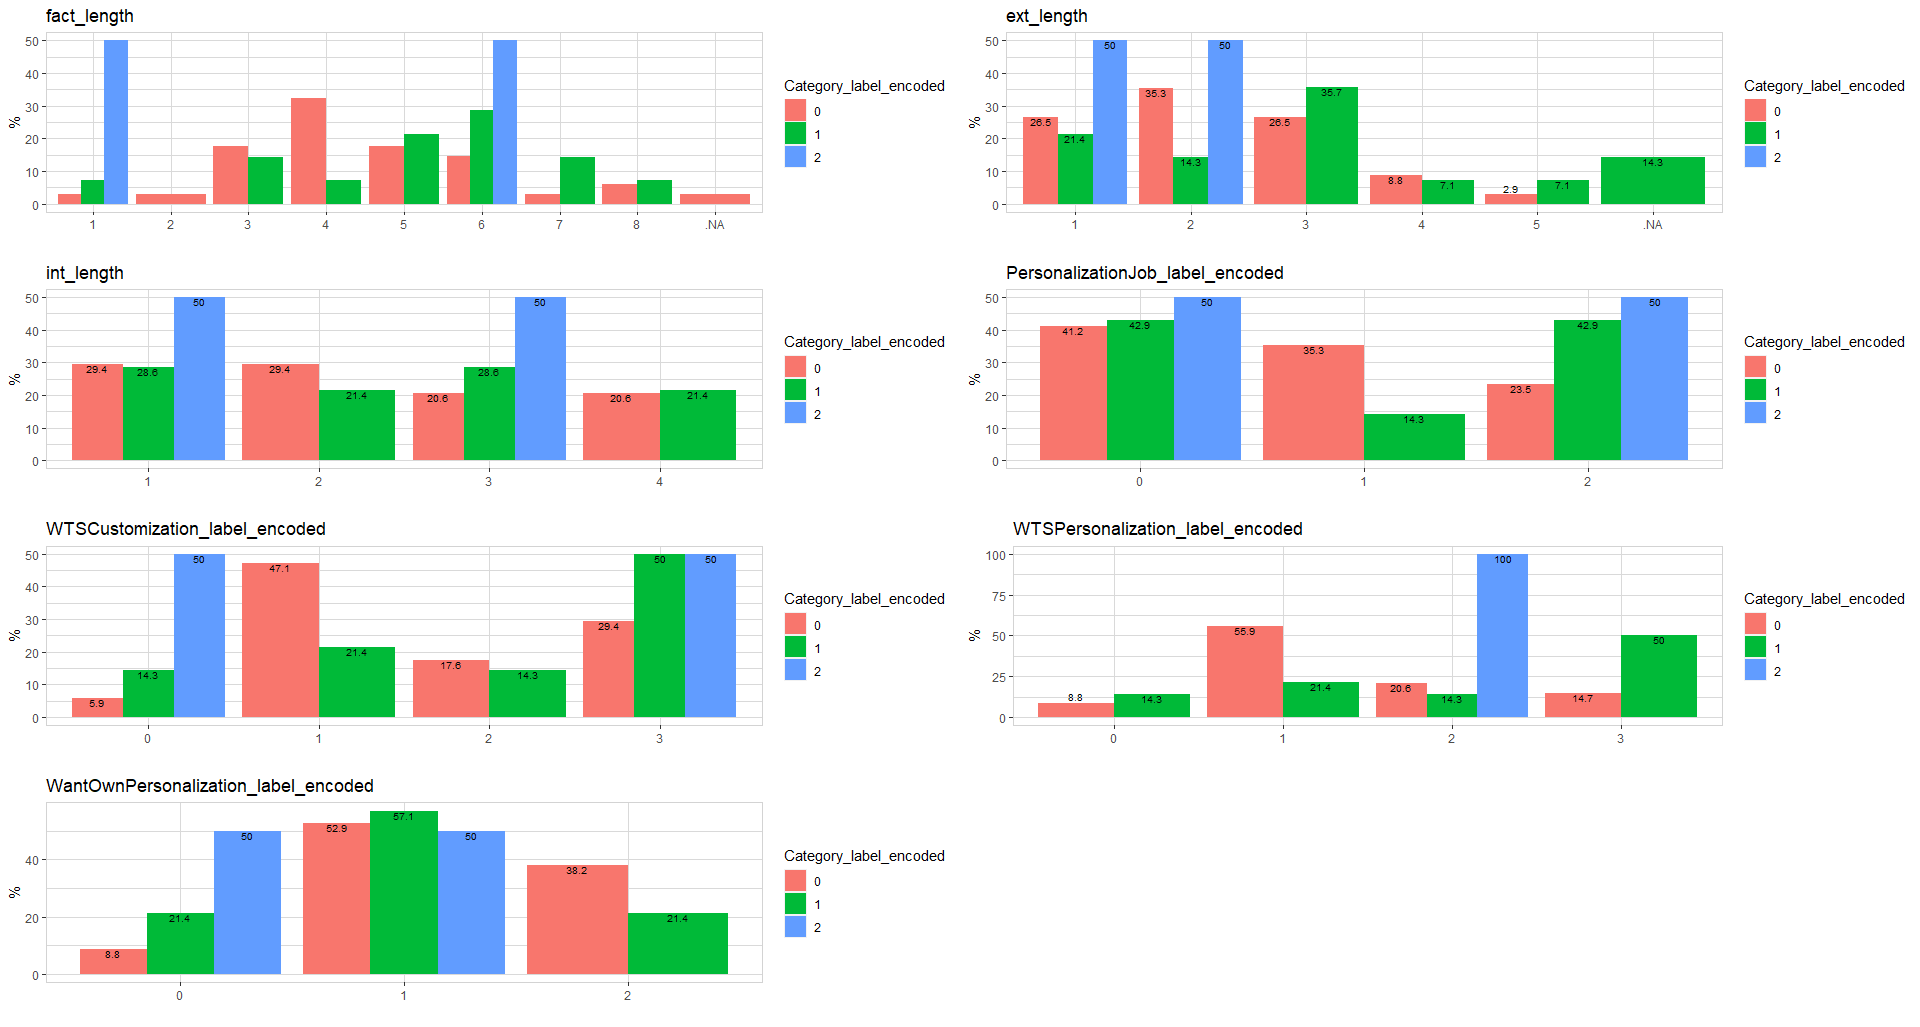 fact_length
%
50
40
30
20
10
0
1 2 3 4 5 6 7 8 .NA
Category_label_encoded
0
1
2
ext_length
%
50
40
30
20
10
0
26.5 21.4 50 35.3 14.3 50 26.5 35.7 8.8 7.1 2.9 7.1 14.3
1 2 3 4 5 .NA
Category_label_encoded
0
1
2
int_length
%
50
40
30
20
10
0
29.4 28.6 50 29.4 21.4 20.6 28.6 50 20.6 21.4
1 2 3 4
Category_label_encoded
0
1
2
PersonalizationJob_label_encoded
%
50
40
30
20
10
0
41.2 42.9 50 35.3 14.3 23.5 42.9 50
0 1 2
Category_label_encoded
0
1
2
WTSCustomization_label_encoded
%
50
40
30
20
10
0
5.9 14.3 50 47.1 21.4 17.6 14.3 29.4 50 50
0 1 2 3
Category_label_encoded
0
1
2
WTSPersonalization_label_encoded
%
100
75
50
25
0
8.8 14.3 55.9 21.4 20.6 14.3 100 14.7 50
0 1 2 3
Category_label_encoded
0
1
2
WantOwnPersonalization_label_encoded
%
40
20
0
8.8 21.4 50 52.9 57.1 50 38.2 21.4
0 1 2
Category_label_encoded
0
1
2